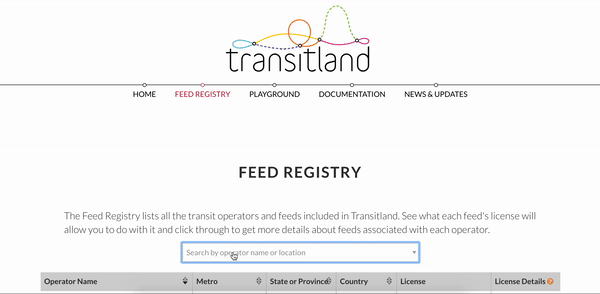 transitland
HOME FEED REGISTRY PLAYGROUND DOCUMENTATION NEWS & UPDATES
FEED REGISTRY
The Feed Registry lists all the transit operators and feeds included in Transitland. See what each feed's license will
allow you to do with it and click through to get more details about feeds associated with each operator.
Search by operator name or location
Operator Name Metro State or Province Country License License Details